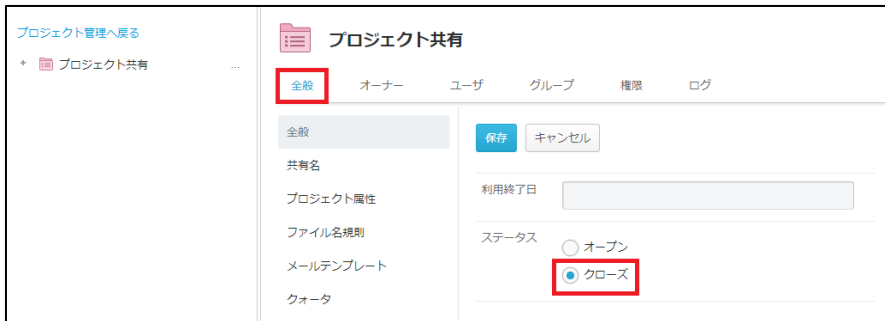 プロジェクト管理へ戻る
+ プロジェクト共有 ...
プロジェクト共有
全般 オーナー ユーザ グループ 権限 ログ
全般
共有名
プロジェクト属性
ファイル名規則
メールテンプレート
クォータ
保存 キャンセル
利用終了日
ステータス
オープン
クローズ